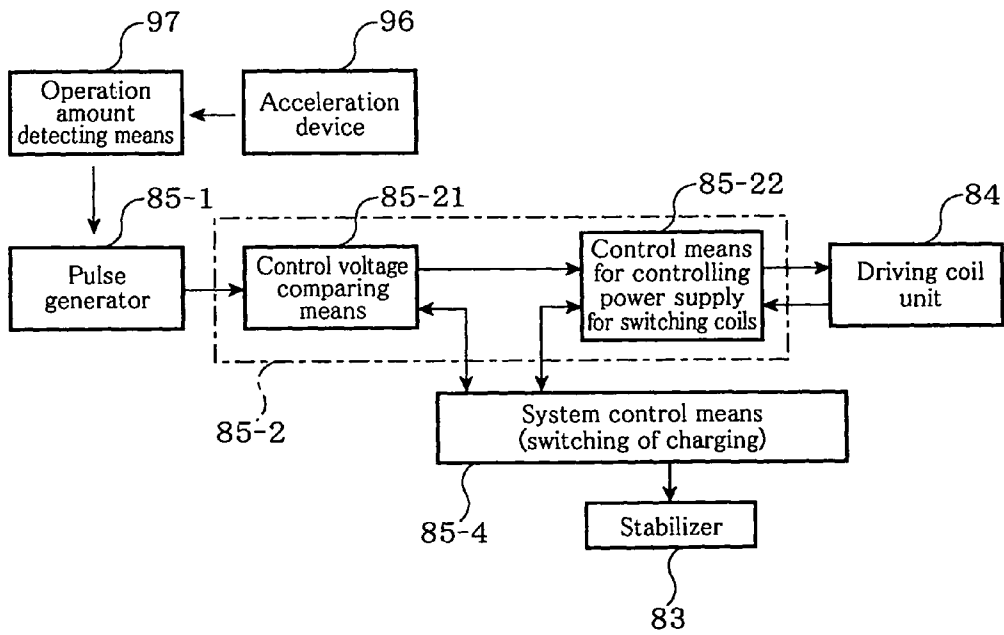 97
96
Operation
amount
detecting means
Acceleration
device
85-1
85-21
85-22
84
Pulse
generator
Control voltage
comparing
means
Control means
for controlling
power supply
for switching coils
Driving coil
unit
85-2
System control means
(switching of charging)
85-4
Stabilizer
83